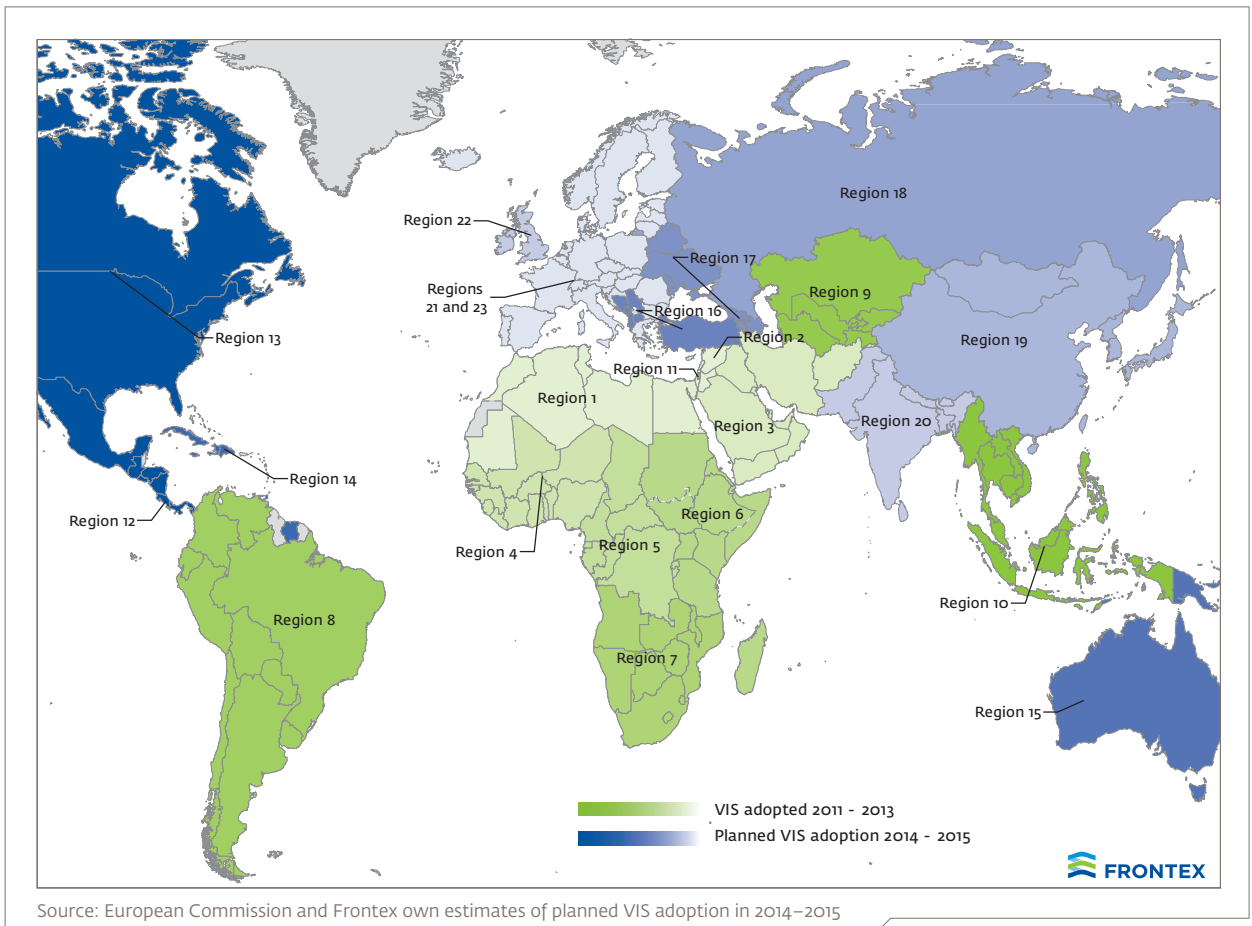 Region 18
Region 22
Region 17
Regions
21 and 23
Region 9
Region 16
Region 13
Region 2
Region 19
Region 11
Region 1
Region 3
Region 20
Region 14
Region 12
Region 6
Region 4
Region 5
Region 10
Region 8
Region 7
Region 15
VIS adopted 2011 - 2013
Planned VIS adoption 2014 - 2015
FRONTEX
Source: European Commission and Frontex own estimates of planned VIS adoption in 2014–2015